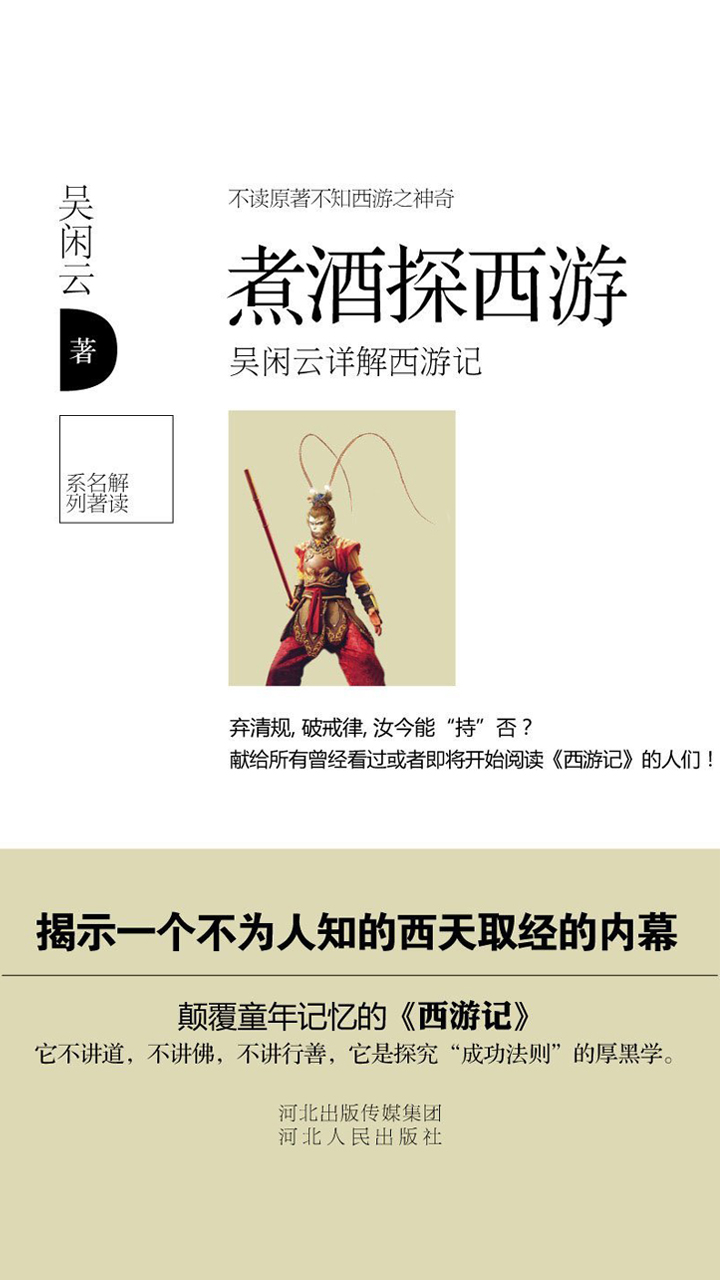 吴闲云
著
系名解
列著读
不读原著不知西游之神奇
煮酒探西游
吴闲云详解西游记
弃清规, 破戒律, 汝今能“持”否？
献给所有曾经看过或者即将开始阅读《西游记》的人们！
揭示一个不为人知的西天取经的内幕
颠覆童年记忆的《西游记》
它不讲道，不讲佛，不讲行善，它是探究“成功法则”的厚黑学。
河北出版传媒集团
河北人民出版社